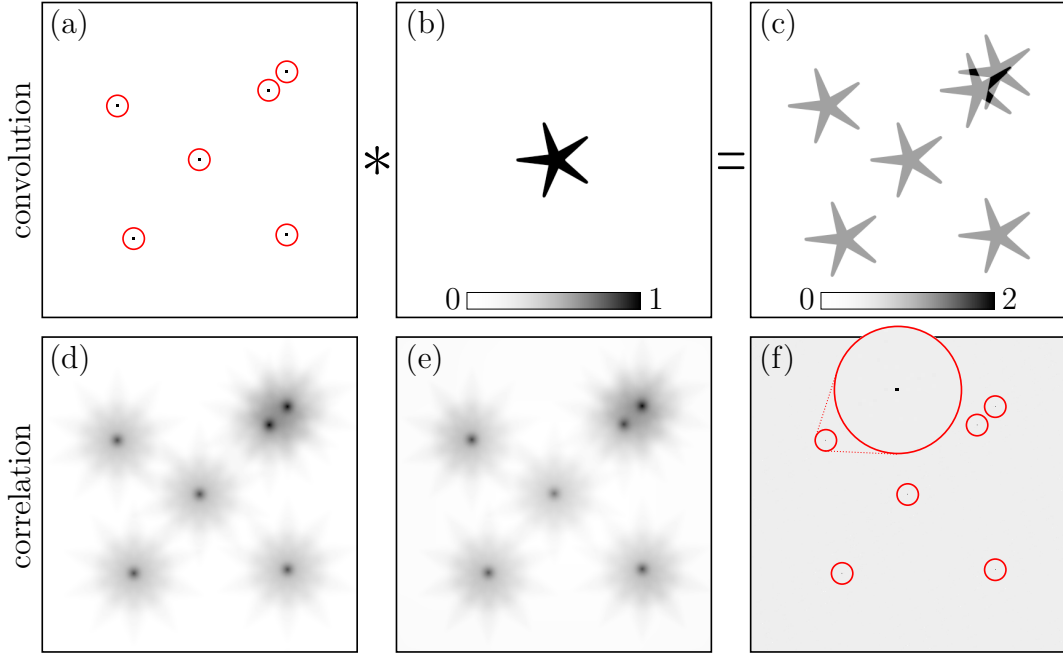 (a)
(b)
(c)
convolution
*
=
0
1
0
2
(d)
(e)
(f)
correlation